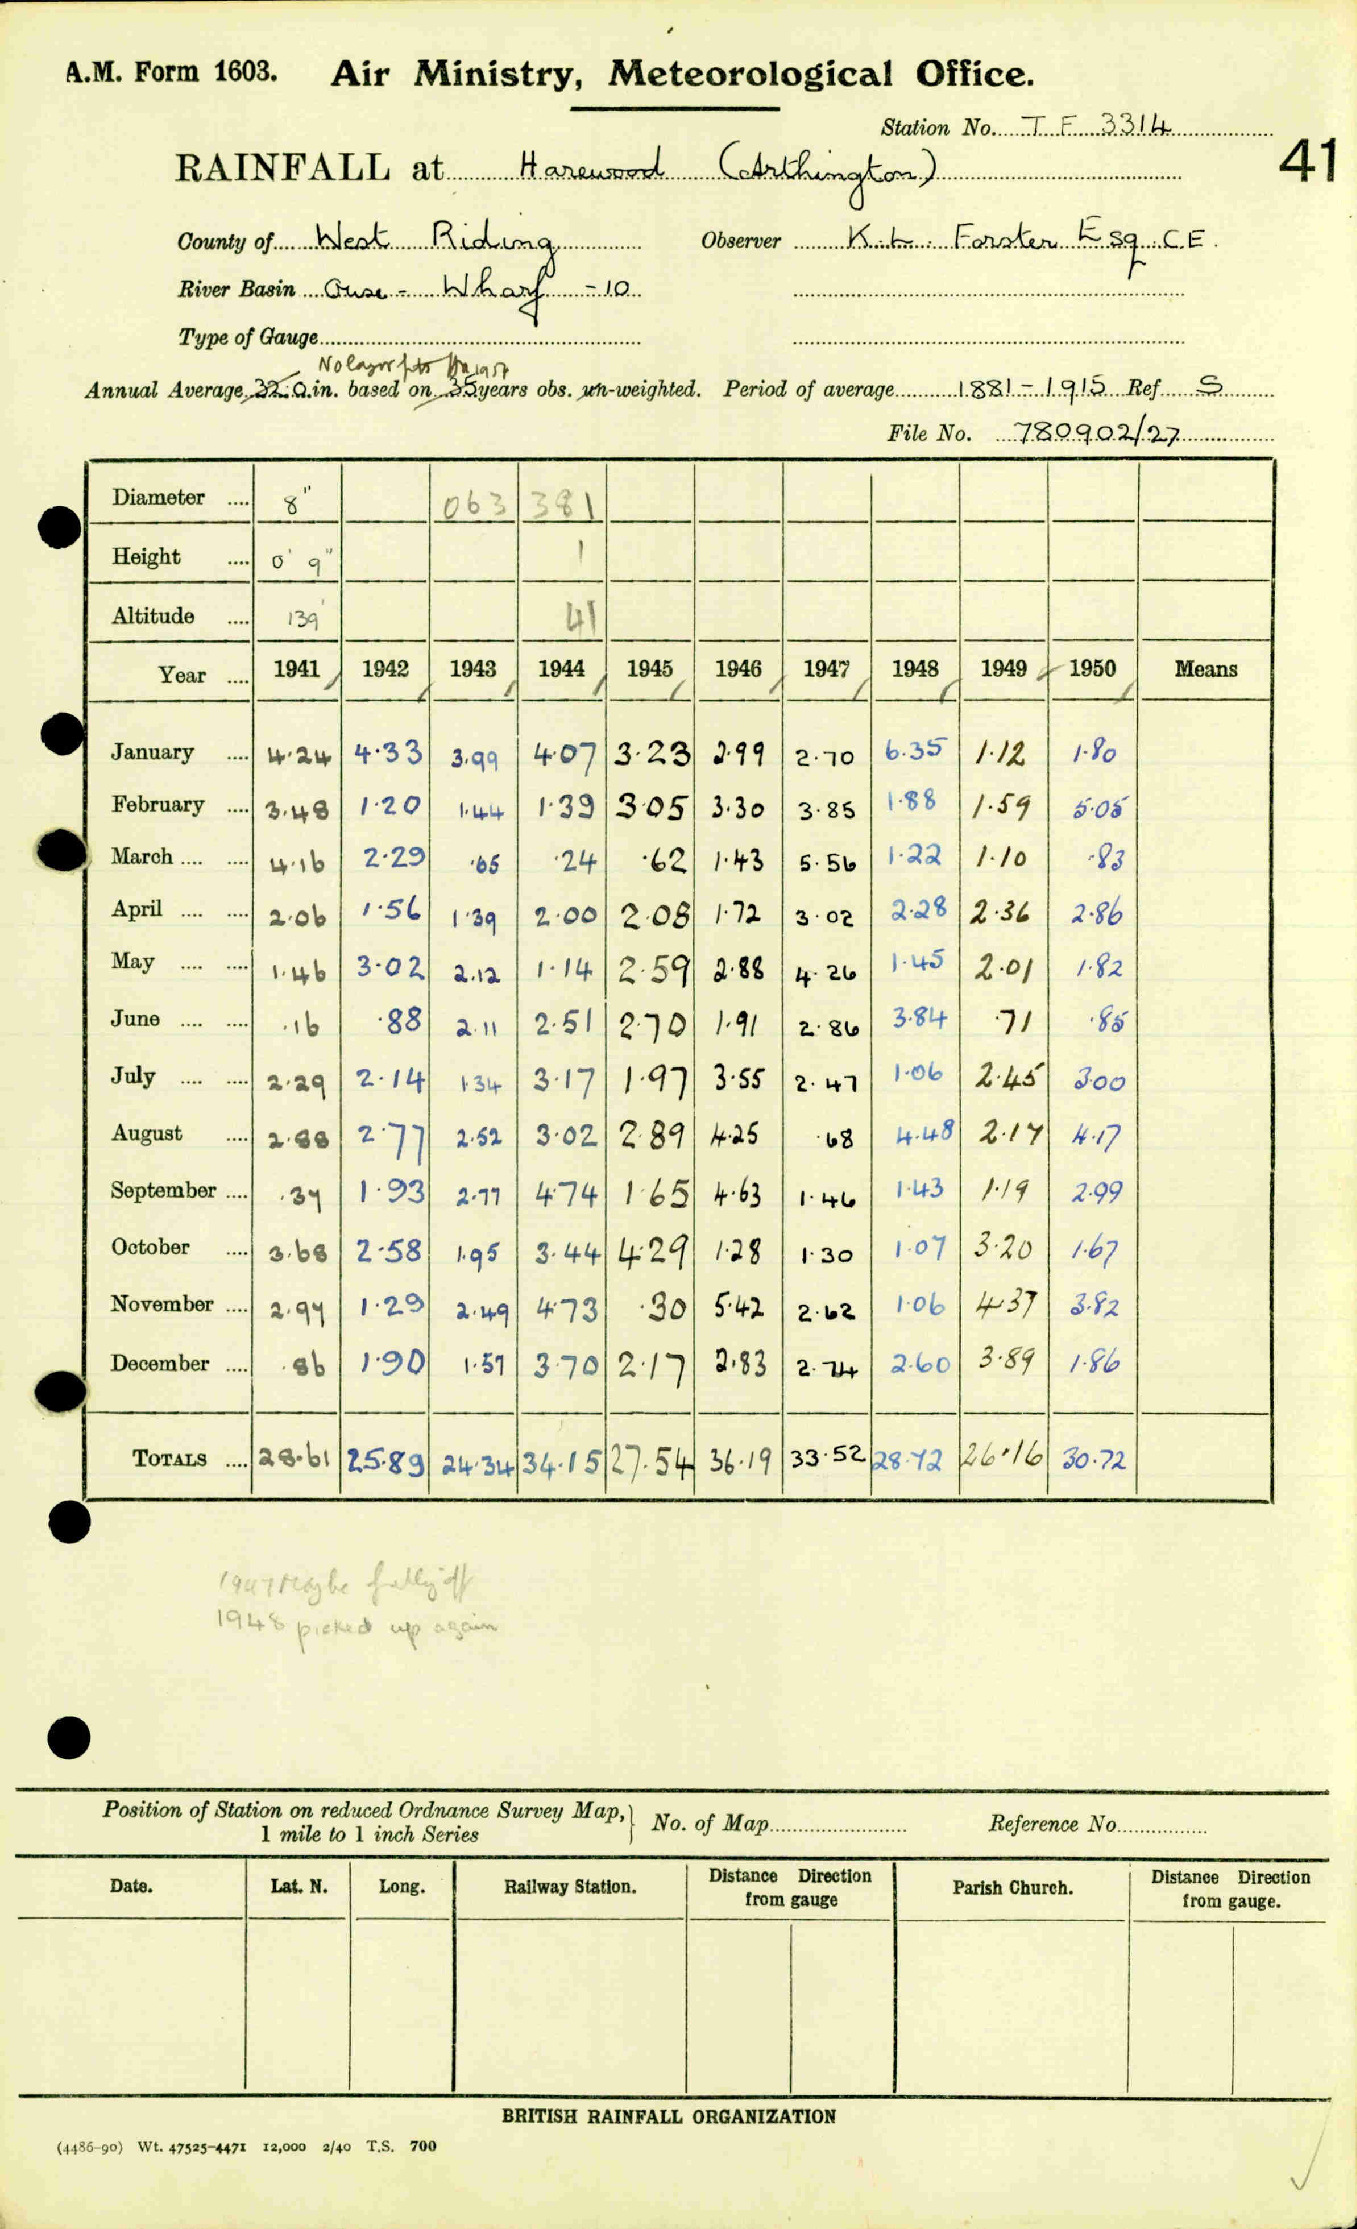 A.M. Form 1603. Air Ministry, Meteorological Office.
Station No. TF 3314
41
RAINFALL at Harewood (Arthington)
County of West Riding Observer K. L. Forster Esq. C.E.
River Basin Ouse - Wharf - 10
Type of Gauge
No longer
Annual Average 32.0 in. based on 35 years obs. un-weighted. Period of average 1881-1915 Ref S
File No. 780902/27
Diameter .... 8" 063 381
Height .... 0' 9" 1
Altitude .... 139' 41
Year .... 1941 1942 1943 1944 1945 1946 1947 1948 1949 1950 Means
January .... 4.24 4.33 3.99 4.07 3.23 2.99 2.70 6.35 1.12 1.80
February .... 3.48 1.20 1.44 1.39 3.05 3.30 3.85 1.88 1.59 5.05
March .... .... 4.16 2.29 .65 .24 .62 1.43 5.56 1.22 1.10 .83
April .... .... 2.06 1.56 1.39 2.00 2.08 1.72 3.02 2.28 2.36 2.86
May .... .... 1.46 3.02 2.12 1.14 2.59 2.88 4.26 1.45 2.01 1.82
June .... .... .16 .88 2.11 2.51 2.70 1.91 2.86 3.84 .71 .85
July .... .... 2.29 2.14 1.34 3.17 1.97 3.55 2.47 1.06 2.45 3.00
August .... 2.88 2.77 2.52 3.02 2.89 4.25 .68 4.48 2.17 4.17
September .... .37 1.93 2.77 4.74 1.65 4.63 1.46 1.43 1.19 2.99
October .... 3.68 2.58 1.95 3.44 4.29 1.28 1.30 1.07 3.20 1.67
November .... 2.97 1.29 2.49 4.73 .30 5.42 2.62 1.06 4.37 3.82
December .... .86 1.90 1.57 3.70 2.17 2.83 2.74 2.60 3.89 1.86
TOTALS .... 28.61 25.89 24.34 34.15 27.54 36.19 33.52 28.72 26.16 30.72
1947 Maybe falling off
1948 picked up again
Position of Station on reduced Ordnance Survey Map, 1 mile to 1 inch Series } No. of Map Reference No.
Date. Lat. N. Long. Railway Station. Distance Direction from gauge Parish Church. Distance Direction from gauge.
BRITISH RAINFALL ORGANIZATION
(4486-90) Wt. 47525-4471 12,000 2/40 T.S. 700